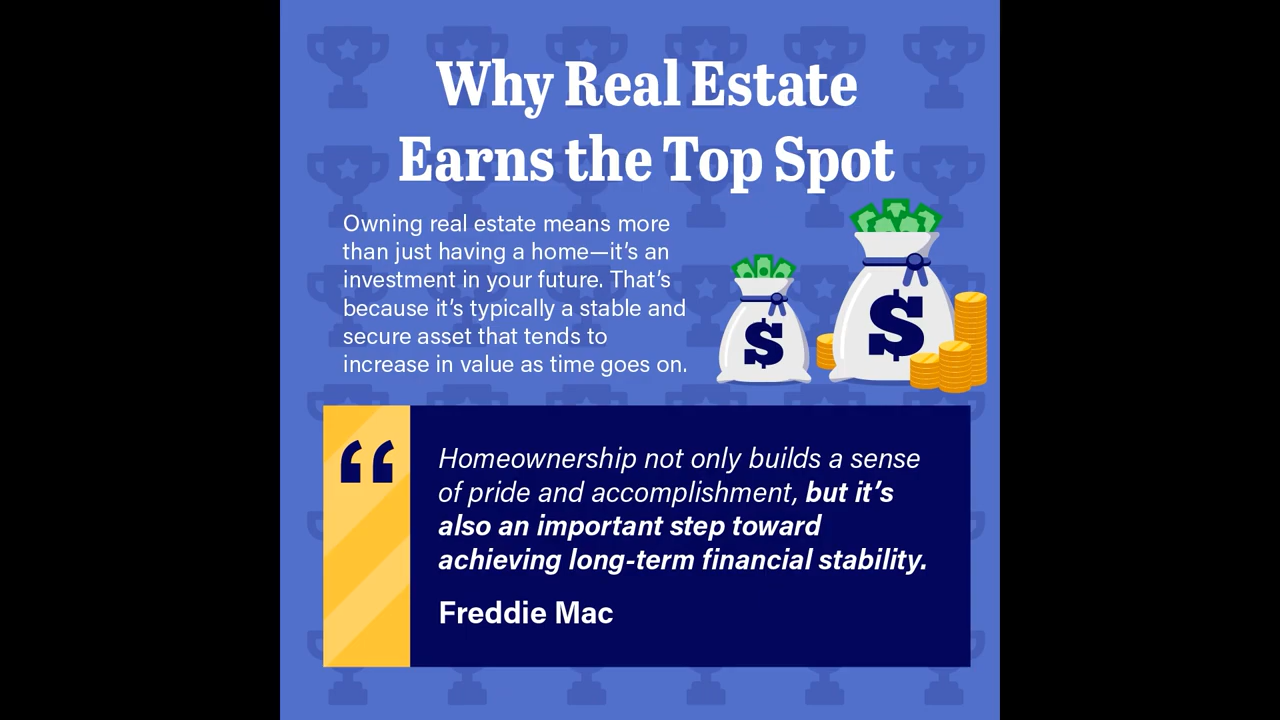 Why Real Estate
Earns the Top Spot
Owning real estate means more
than just having a home—it's an
investment in your future. That's
because it's typically a stable and
secure asset that tends to
increase in value as time goes on.
$
$
“
Homeownership not only builds a sense
of pride and accomplishment, but it's
also an important step toward
achieving long-term financial stability.
Freddie Mac